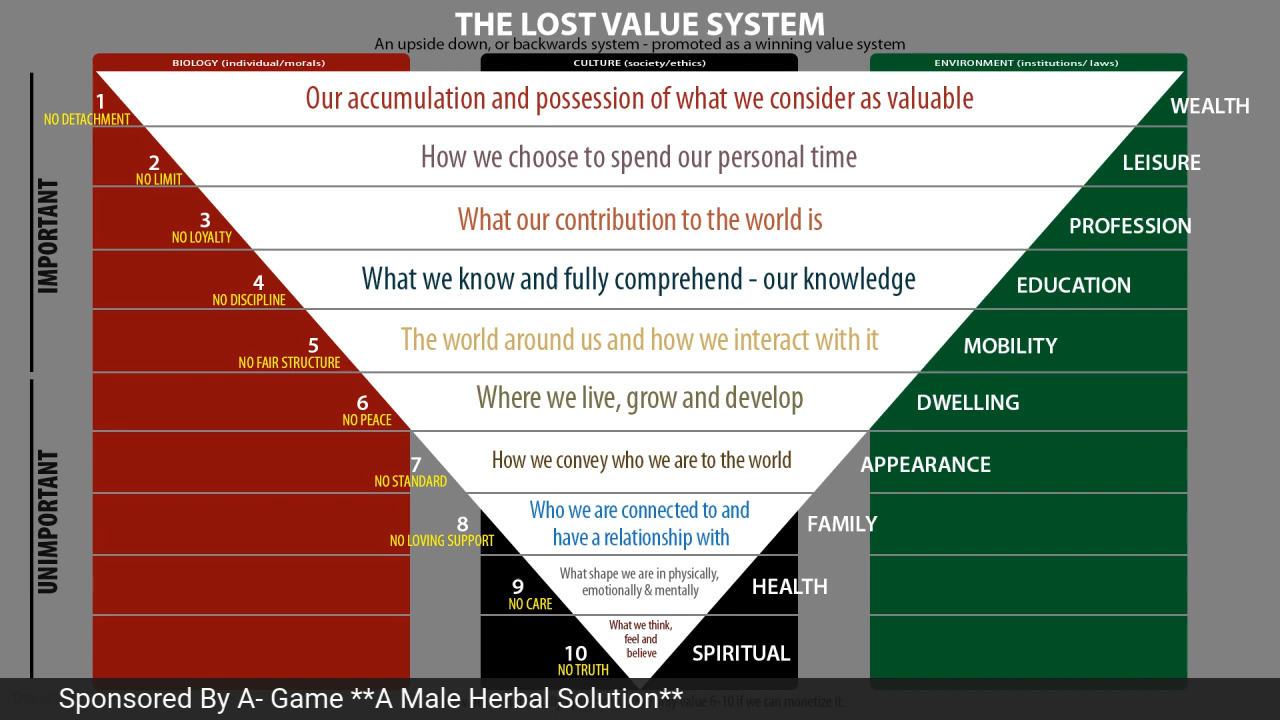 THE LOST VALUE SYSTEM
An upside down, or backwards system - promoted as a winning value system
BIOLOGY (individual/morals)
CULTURE (society/ethics)
ENVIRONMENT (institutions/ laws)
IMPORTANT
1
NO DETACHMENT
Our accumulation and possession of what we consider as valuable
WEALTH
2
NO LIMIT
How we choose to spend our personal time
LEISURE
3
NO LOYALTY
What our contribution to the world is
PROFESSION
4
NO DISCIPLINE
What we know and fully comprehend - our knowledge
EDUCATION
5
NO FAIR STRUCTURE
The world around us and how we interact with it
MOBILITY
UNIMPORTANT
6
NO PEACE
Where we live, grow and develop
DWELLING
7
NO STANDARD
How we convey who we are to the world
APPEARANCE
8
NO LOVING SUPPORT
Who we are connected to and
have a relationship with
FAMILY
9
NO CARE
What shape we are in physically,
emotionally & mentally
HEALTH
10
NO TRUTH
What we think,
feel and
believe
SPIRITUAL
value 6-10 if we can monetize it.
Sponsored By A- Game **A Male Herbal Solution**